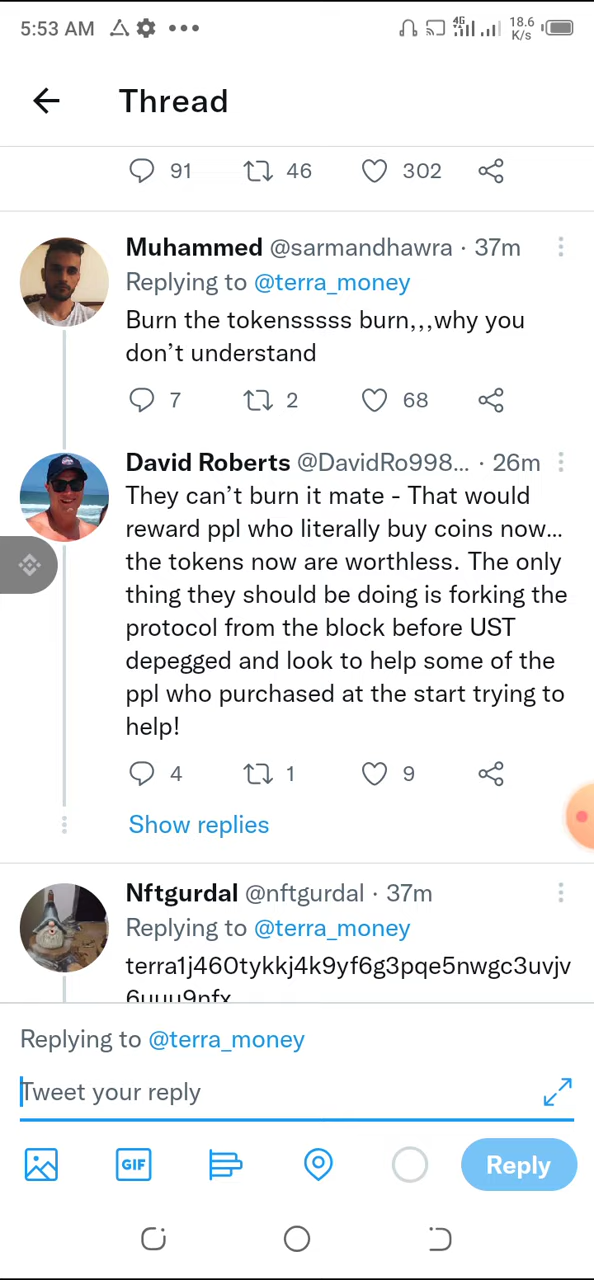 5:53 AM
4G
18.6
K/s
Thread
91 46 302
Muhammed @sarmandhawra · 37m
Replying to @terra_money
Burn the tokensssss burn,,,why you
don’t understand
7 2 68
David Roberts @DavidRo998... · 26m
They can’t burn it mate - That would
reward ppl who literally buy coins now...
the tokens now are worthless. The only
thing they should be doing is forking the
protocol from the block before UST
depegged and look to help some of the
ppl who purchased at the start trying to
help!
4 1 9
Show replies
Nftgurdal @nftgurdal · 37m
Replying to @terra_money
terra1j460tykkj4k9yf6g3pqe5nwgc3uvjv
6uuu9nfx
Replying to @terra_money
Tweet your reply
GIF
Reply